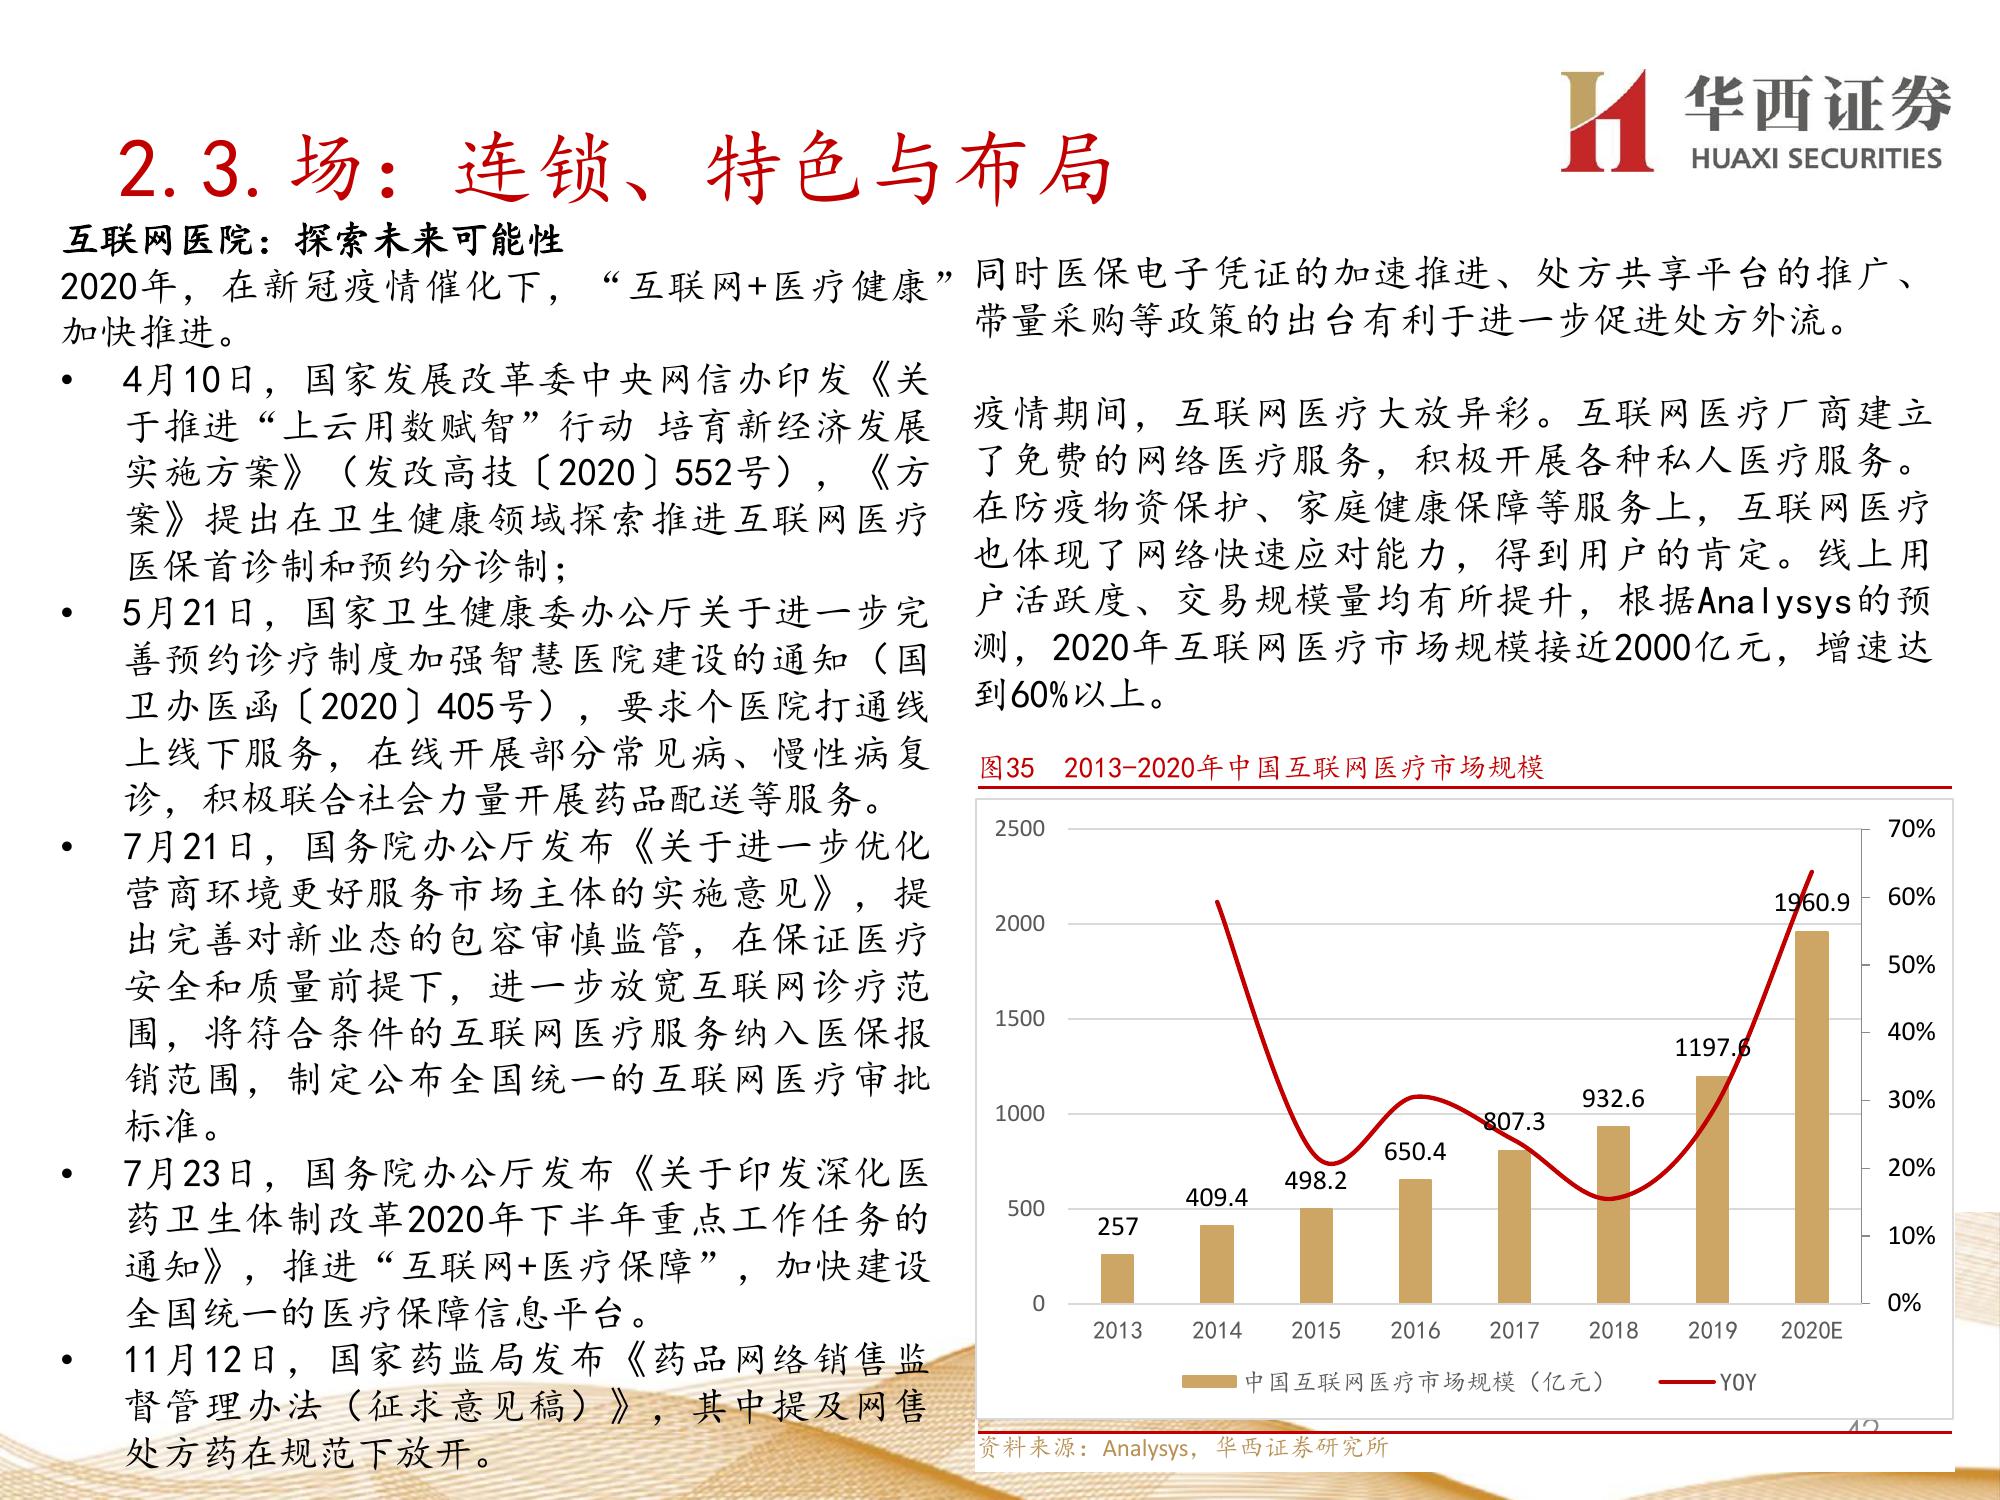 华西证券
HUAXI SECURITIES
2.3.场：连锁、特色与布局
互联网医院：探索未来可能性
2020年，在新冠疫情催化下，“互联网+医疗健康”
加快推进。
• 4月10日，国家发展改革委中央网信办印发《关
于推进“上云用数赋智”行动 培育新经济发展
实施方案》（发改高技〔2020〕552号），《方
案》提出在卫生健康领域探索推进互联网医疗
医保首诊制和预约分诊制；
• 5月21日，国家卫生健康委办公厅关于进一步完
善预约诊疗制度加强智慧医院建设的通知（国
卫办医函〔2020〕405号），要求个医院打通线
上线下服务，在线开展部分常见病、慢性病复
诊，积极联合社会力量开展药品配送等服务。
• 7月21日，国务院办公厅发布《关于进一步优化
营商环境更好服务市场主体的实施意见》，提
出完善对新业态的包容审慎监管，在保证医疗
安全和质量前提下，进一步放宽互联网诊疗范
围，将符合条件的互联网医疗服务纳入医保报
销范围，制定公布全国统一的互联网医疗审批
标准。
• 7月23日，国务院办公厅发布《关于印发深化医
药卫生体制改革2020年下半年重点工作任务的
通知》，推进“互联网+医疗保障”，加快建设
全国统一的医疗保障信息平台。
• 11月12日，国家药监局发布《药品网络销售监
督管理办法（征求意见稿）》，其中提及网售
处方药在规范下放开。
同时医保电子凭证的加速推进、处方共享平台的推广、
带量采购等政策的出台有利于进一步促进处方外流。
疫情期间，互联网医疗大放异彩。互联网医疗厂商建立
了免费的网络医疗服务，积极开展各种私人医疗服务。
在防疫物资保护、家庭健康保障等服务上，互联网医疗
也体现了网络快速应对能力，得到用户的肯定。线上用
户活跃度、交易规模量均有所提升，根据Analysys的预
测，2020年互联网医疗市场规模接近2000亿元，增速达
到60%以上。
图35 2013-2020年中国互联网医疗市场规模
2500 70%
60%
2000
50%
1500
40%
30%
1000
20%
500
10%
0 0%
257
409.4
498.2
650.4
807.3
932.6
1197.6
1960.9
2013 2014 2015 2016 2017 2018 2019 2020E
中国互联网医疗市场规模（亿元） YOY
资料来源：Analysys，华西证券研究所